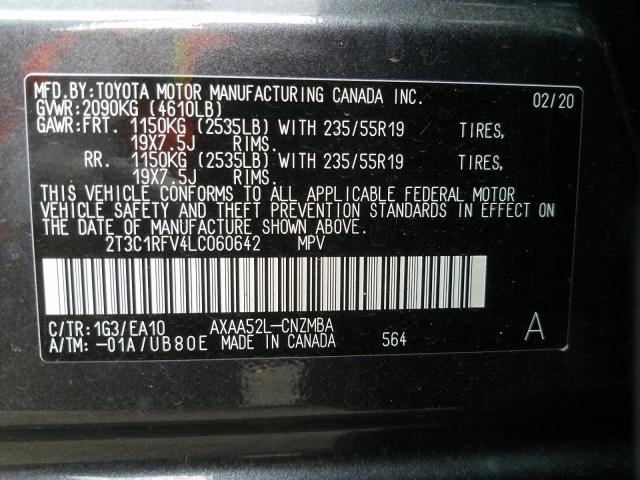 MFD.BY:TOYOTA MOTOR MANUFACTURING CANADA INC. 02/20
GVWR:2090KG (4610LB)
GAWR:FRT. 1150KG (2535LB) WITH 235/55R19 TIRES,
19X7.5J RIMS.
RR. 1150KG (2535LB) WITH 235/55R19 TIRES,
19X7.5J RIMS.
THIS VEHICLE CONFORMS TO ALL APPLICABLE FEDERAL MOTOR
VEHICLE SAFETY AND THEFT PREVENTION STANDARDS IN EFFECT ON
THE DATE OF MANUFACTURE SHOWN ABOVE.
2T3C1RFV4LC060642 MPV
C/TR:1G3/EA10 AXAA52L-CNZMBA
A/TM:-01A/UB80E MADE IN CANADA 564 A